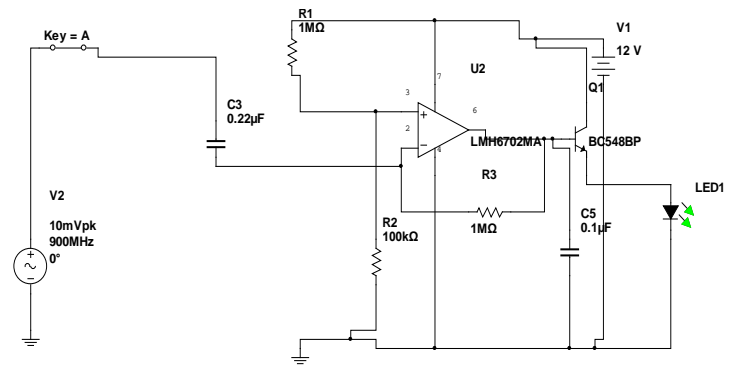 Key = A
R1
1MΩ
V1
12 V
U2
7
Q1
3
C3
0.22µF
6
2
LMH6702MA
BC548BP
4
R3
LED1
V2
10mVpk
900MHz
0°
R2
100kΩ
1MΩ
C5
0.1µF